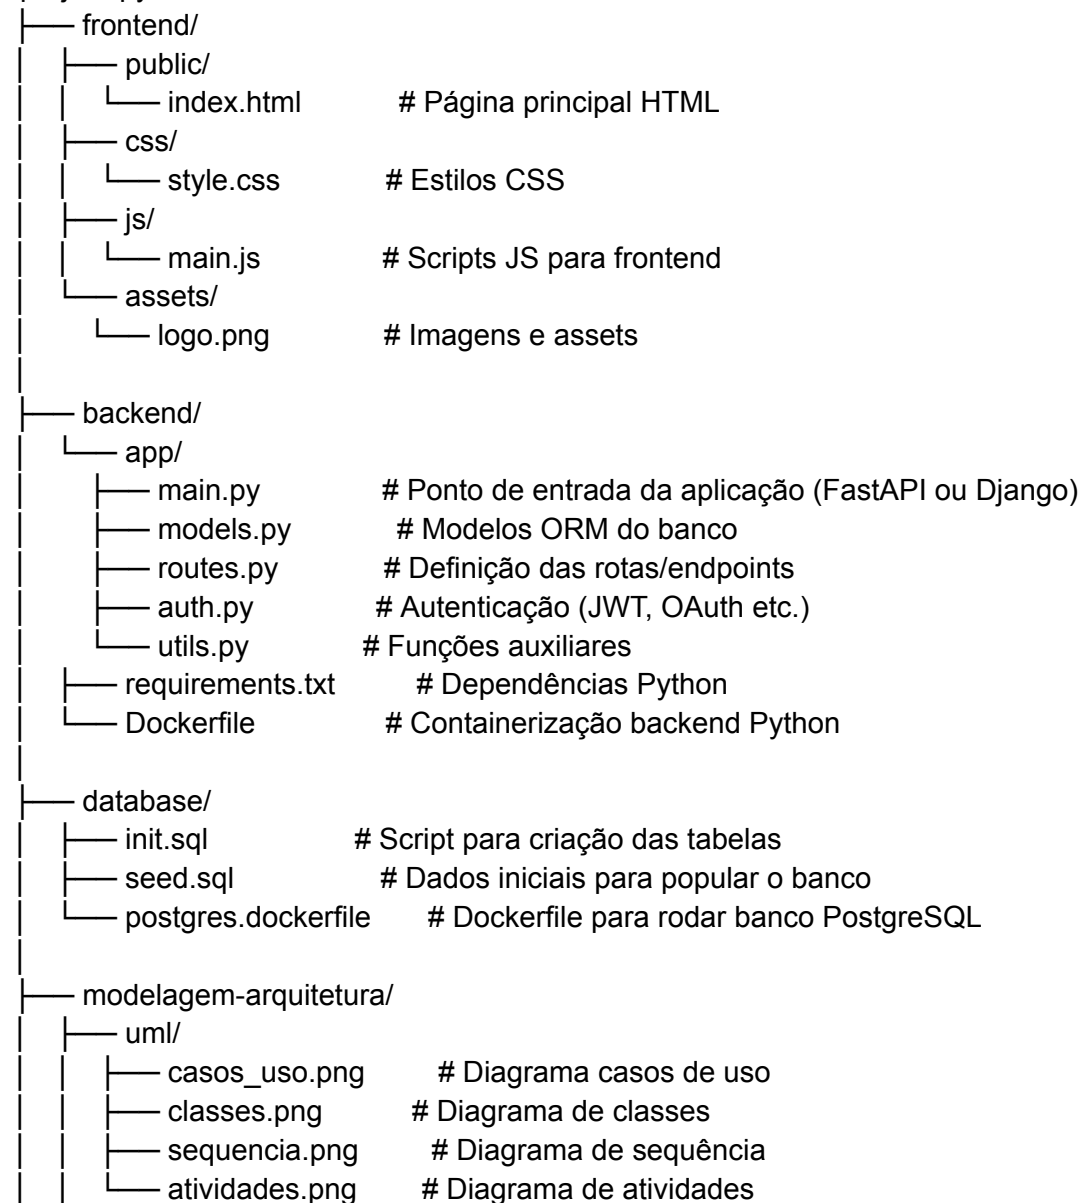 ├── frontend/
│ ├── public/
│ │ └── index.html # Página principal HTML
│ ├── css/
│ │ └── style.css # Estilos CSS
│ ├── js/
│ │ └── main.js # Scripts JS para frontend
│ └── assets/
│ └── logo.png # Imagens e assets
│
├── backend/
│ └── app/
│ ├── main.py # Ponto de entrada da aplicação (FastAPI ou Django)
│ ├── models.py # Modelos ORM do banco
│ ├── routes.py # Definição das rotas/endpoints
│ ├── auth.py # Autenticação (JWT, OAuth etc.)
│ └── utils.py # Funções auxiliares
│ ├── requirements.txt # Dependências Python
│ └── Dockerfile # Containerização backend Python
│
├── database/
│ ├── init.sql # Script para criação das tabelas
│ ├── seed.sql # Dados iniciais para popular o banco
│ └── postgres.dockerfile # Dockerfile para rodar banco PostgreSQL
│
├── modelagem-arquitetura/
│ ├── uml/
│ │ ├── casos_uso.png # Diagrama casos de uso
│ │ ├── classes.png # Diagrama de classes
│ │ ├── sequencia.png # Diagrama de sequência
│ │ └── atividades.png # Diagrama de atividades